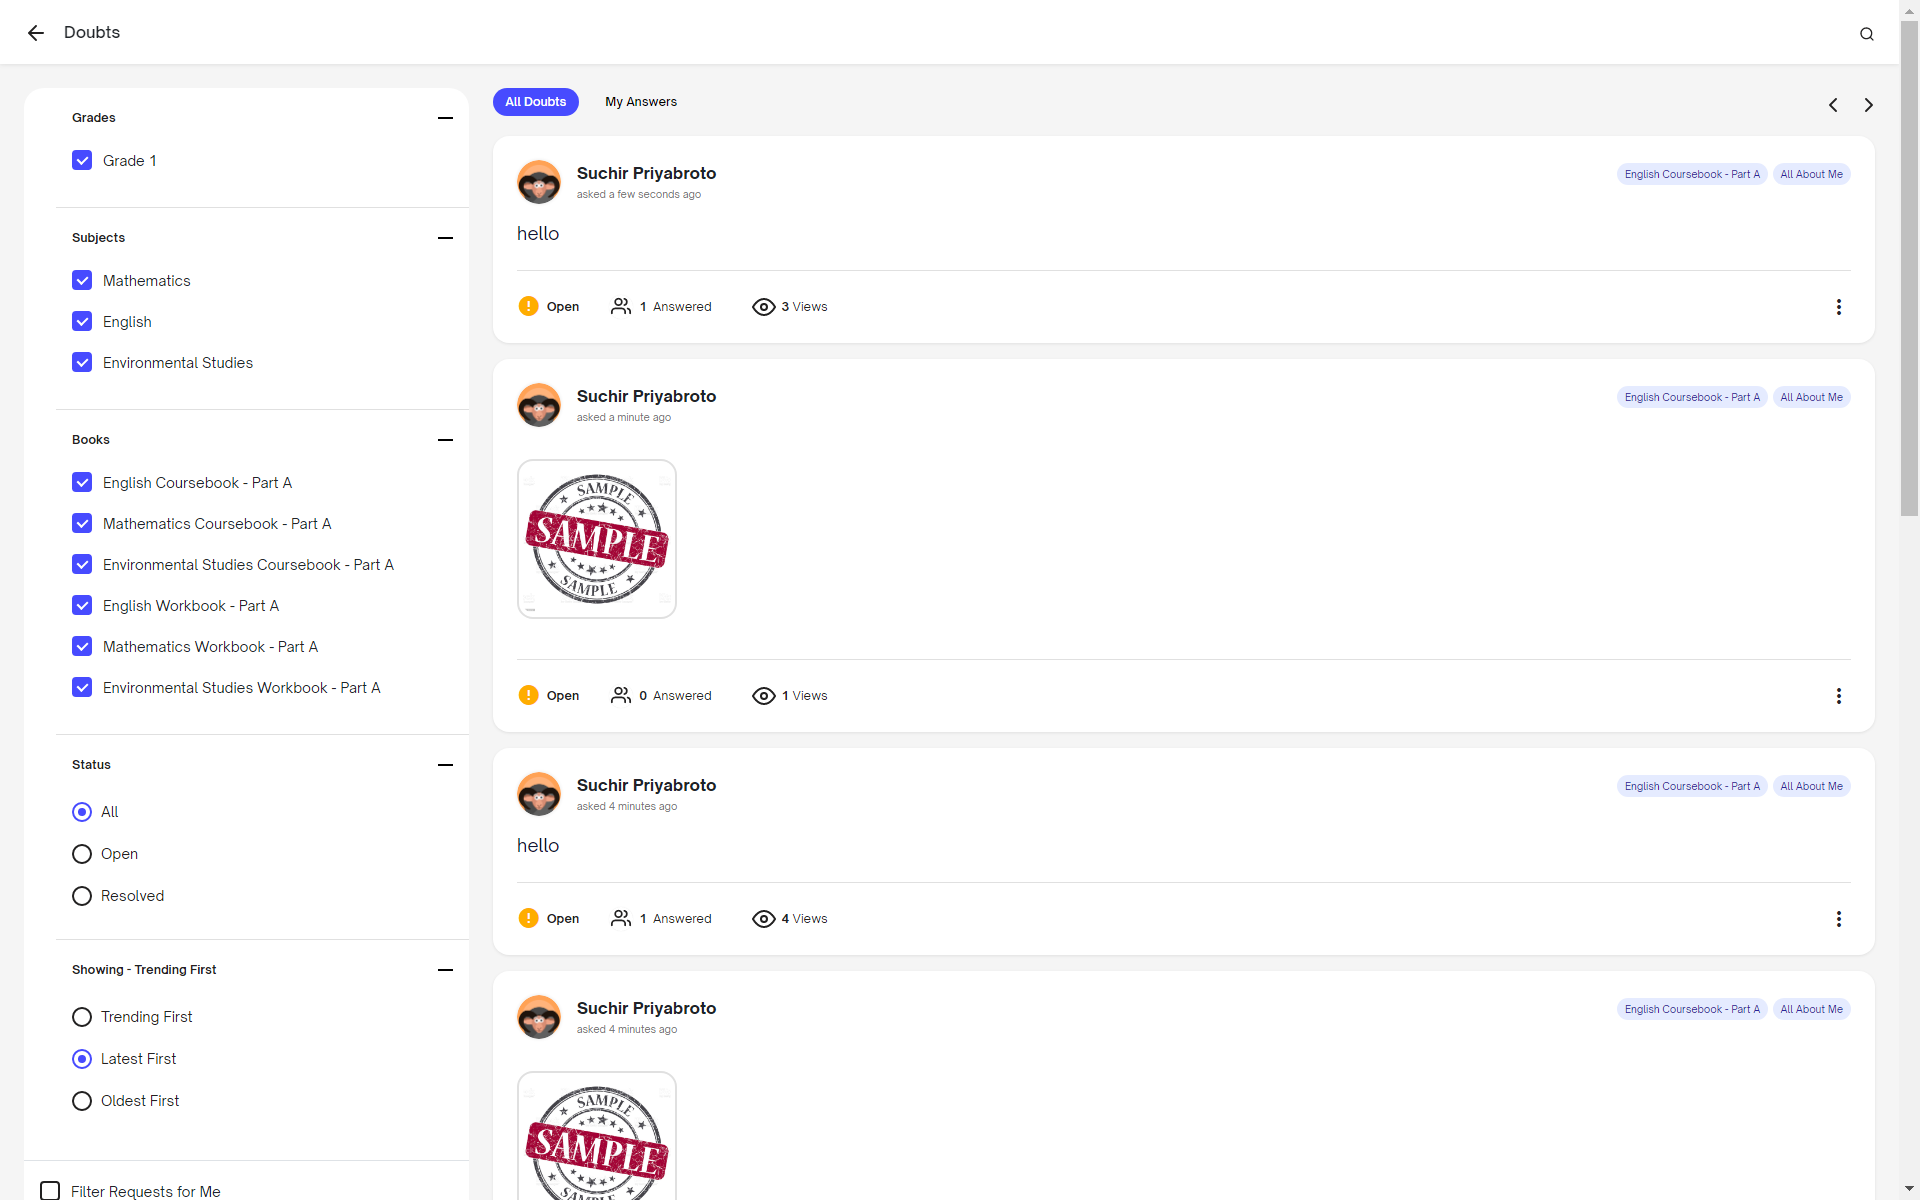 Doubts
Grades
Grade 1
Subjects
Mathematics
English
Environmental Studies
Books
English Coursebook - Part A
Mathematics Coursebook - Part A
Environmental Studies Coursebook - Part A
English Workbook - Part A
Mathematics Workbook - Part A
Environmental Studies Workbook - Part A
Status
All
Open
Resolved
Showing - Trending First
Trending First
Latest First
Oldest First
Filter Requests for Me
All Doubts My Answers
Suchir Priyabroto
English Coursebook - Part A All About Me
asked a few seconds ago
hello
Open 1 Answered 3 Views
Suchir Priyabroto
English Coursebook - Part A All About Me
asked a minute ago
SAMPLE
SAMPLE
SAMPLE
Open 0 Answered 1 Views
Suchir Priyabroto
English Coursebook - Part A All About Me
asked 4 minutes ago
hello
Open 1 Answered 4 Views
Suchir Priyabroto
English Coursebook - Part A All About Me
asked 4 minutes ago
SAMPLE
SAMPLE
SAMPLE